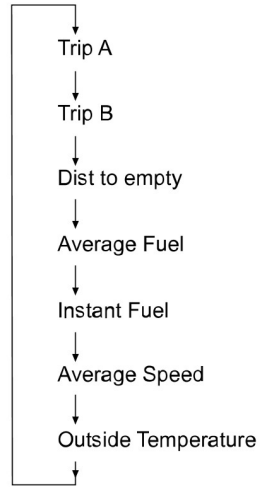 Trip A
Trip B
Dist to empty
Average Fuel
Instant Fuel
Average Speed
Outside Temperature